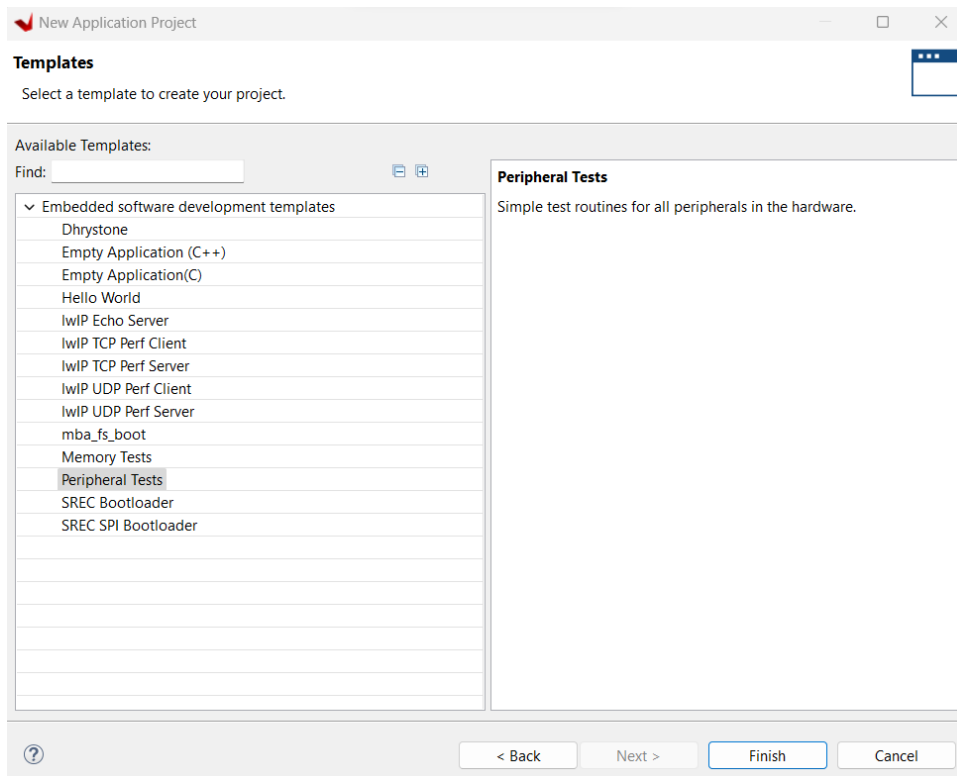 New Application Project
Templates
Select a template to create your project.
Available Templates:
Find:
Embedded software development templates
Dhrystone
Empty Application (C++)
Empty Application(C)
Hello World
lwIP Echo Server
lwIP TCP Perf Client
lwIP TCP Perf Server
lwIP UDP Perf Client
lwIP UDP Perf Server
mba_fs_boot
Memory Tests
Peripheral Tests
SREC Bootloader
SREC SPI Bootloader
Peripheral Tests
Simple test routines for all peripherals in the hardware.
?
< Back
Next >
Finish
Cancel